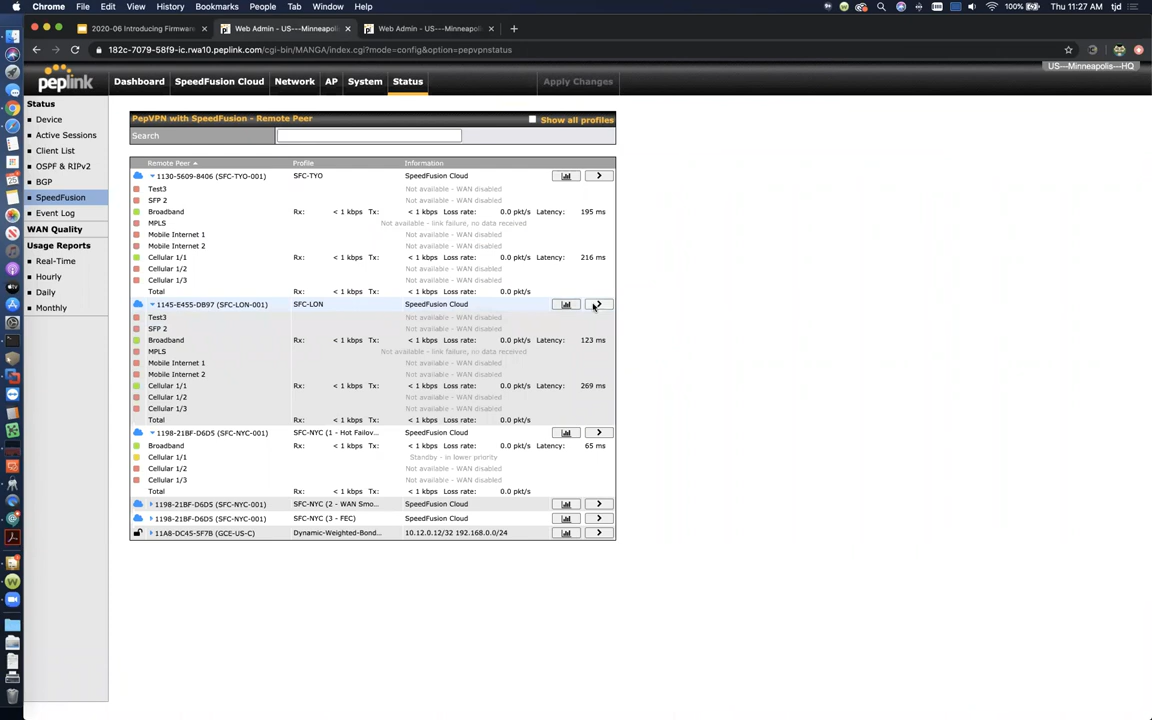 Chrome File Edit View History Bookmarks People Tab Window Help 100% Thu 11:27 AM tjd
2020-06 Introducing Firmware × Web Admin - US---Minneapoli × Web Admin - US---Minneapoli × +
182c-7079-58f9-ic.rwa10.peplink.com/cgi-bin/MANGA/index.cgi?mode=config&option=pepvpnstatus
US---Minneapolis---HQ
peplink Dashboard SpeedFusion Cloud Network AP System Status Apply Changes
Status
Device
Active Sessions
Client List
OSPF & RIPv2
BGP
SpeedFusion
Event Log
WAN Quality
Usage Reports
Real-Time
Hourly
Daily
Monthly
PepVPN with SpeedFusion - Remote Peer Show all profiles
Search
Remote Peer Profile Information
1130-5609-8406 (SFC-TYO-001) SFC-TYO SpeedFusion Cloud
Test3 Not available - WAN disabled
SFP 2 Not available - WAN disabled
Broadband Rx: < 1 kbps Tx: < 1 kbps Loss rate: 0.0 pkt/s Latency: 195 ms
MPLS Not available - link failure, no data received
Mobile Internet 1 Not available - WAN disabled
Mobile Internet 2 Not available - WAN disabled
Cellular 1/1 Rx: < 1 kbps Tx: < 1 kbps Loss rate: 0.0 pkt/s Latency: 216 ms
Cellular 1/2 Not available - WAN disabled
Cellular 1/3 Not available - WAN disabled
Total Rx: < 1 kbps Tx: < 1 kbps Loss rate: 0.0 pkt/s
1145-E455-DB97 (SFC-LON-001) SFC-LON SpeedFusion Cloud
Test3 Not available - WAN disabled
SFP 2 Not available - WAN disabled
Broadband Rx: < 1 kbps Tx: < 1 kbps Loss rate: 0.0 pkt/s Latency: 123 ms
MPLS Not available - link failure, no data received
Mobile Internet 1 Not available - WAN disabled
Mobile Internet 2 Not available - WAN disabled
Cellular 1/1 Rx: < 1 kbps Tx: < 1 kbps Loss rate: 0.0 pkt/s Latency: 269 ms
Cellular 1/2 Not available - WAN disabled
Cellular 1/3 Not available - WAN disabled
Total Rx: < 1 kbps Tx: < 1 kbps Loss rate: 0.0 pkt/s
1198-21BF-D6D5 (SFC-NYC-001) SFC-NYC (1 - Hot Failov... SpeedFusion Cloud
Broadband Rx: < 1 kbps Tx: < 1 kbps Loss rate: 0.0 pkt/s Latency: 65 ms
Cellular 1/1 Standby - in lower priority
Cellular 1/2 Not available - WAN disabled
Cellular 1/3 Not available - WAN disabled
Total Rx: < 1 kbps Tx: < 1 kbps Loss rate: 0.0 pkt/s
1198-21BF-D6D5 (SFC-NYC-001) SFC-NYC (2 - WAN Smo... SpeedFusion Cloud
1198-21BF-D6D5 (SFC-NYC-001) SFC-NYC (3 - FEC) SpeedFusion Cloud
11A8-DC45-5F7B (GCE-US-C) Dynamic-Weighted-Bond... 10.12.0.12/32 192.168.0.0/24